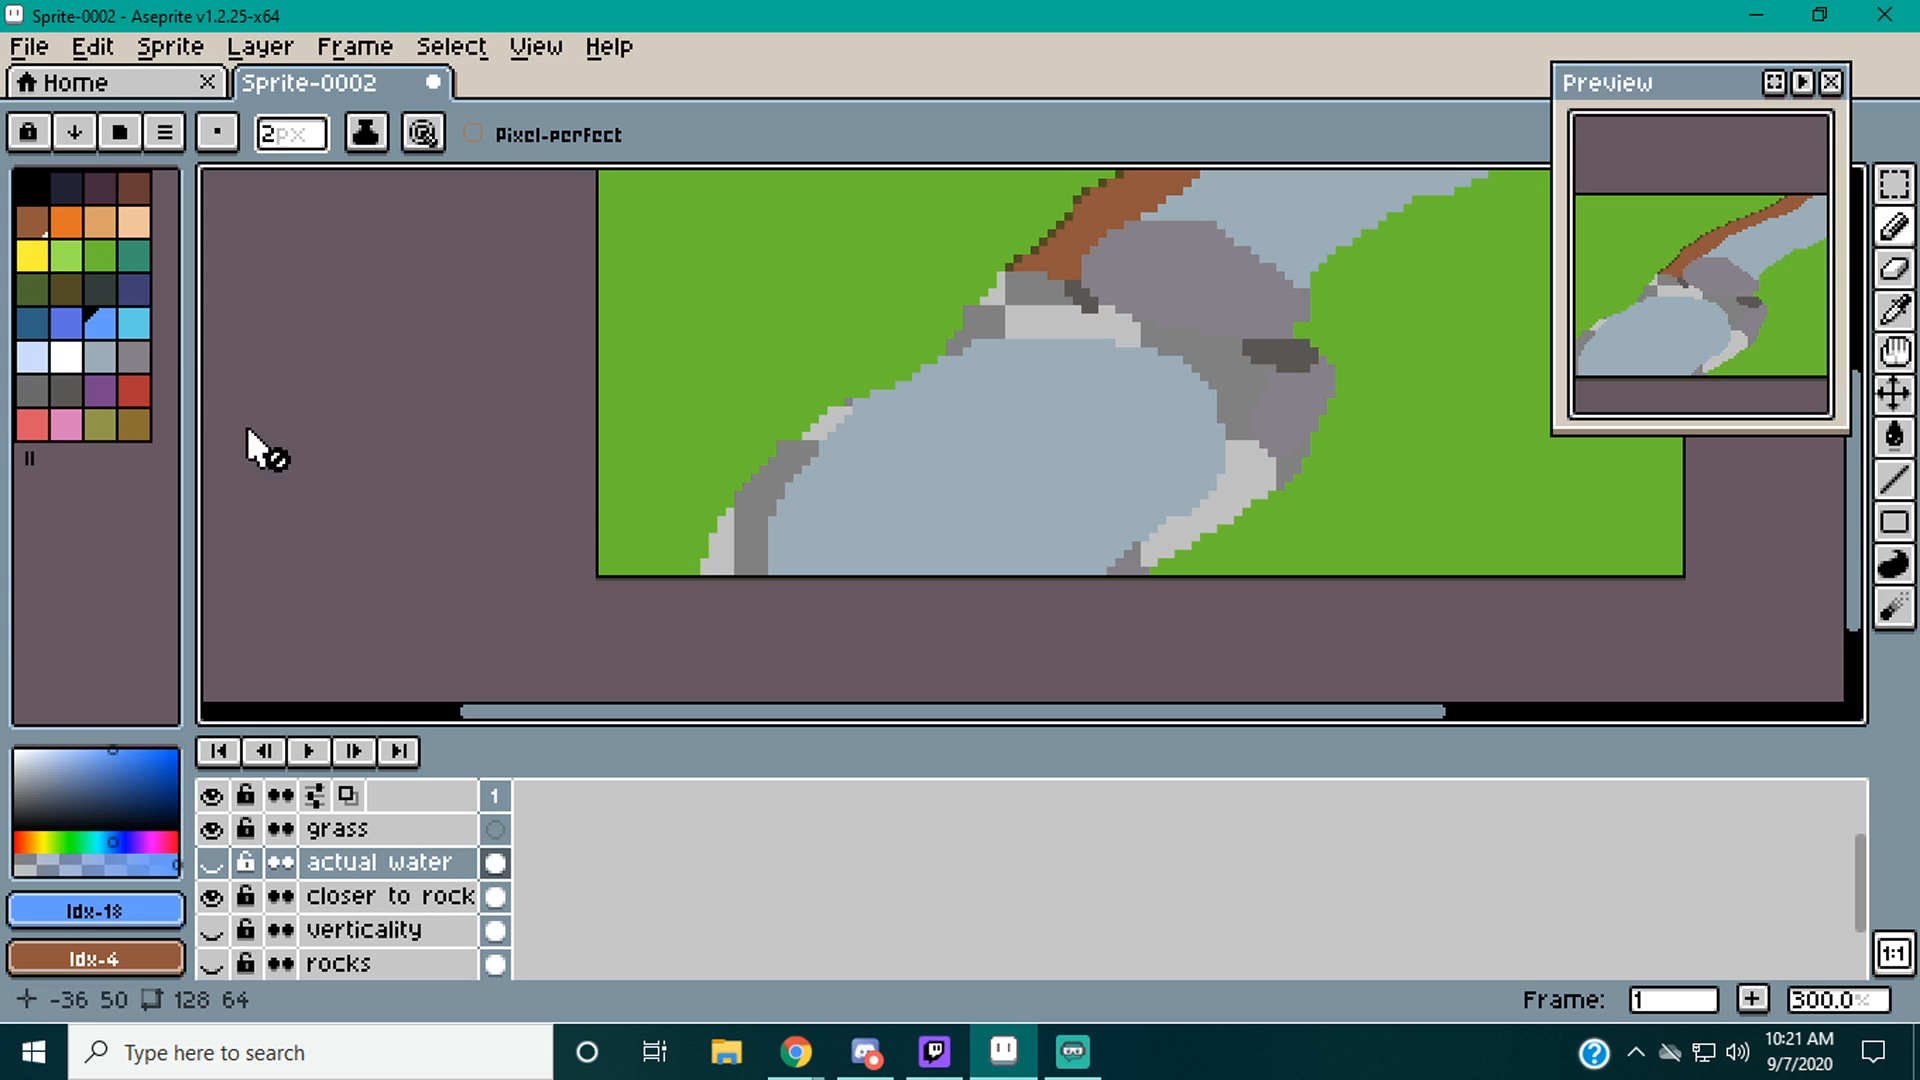 Sprite-0002 - Aseprite v1.2.25-x64
File Edit Sprite Layer Frame Select View Help
Home
Sprite-0002
Preview
2px
Pixel-perfect
1
grass
actual water
closer to rock
verticality
rocks
Idx-18
Idx-4
-36 50 128 64
Frame: 1
300.0%
1:1
Type here to search
10:21 AM
9/7/2020